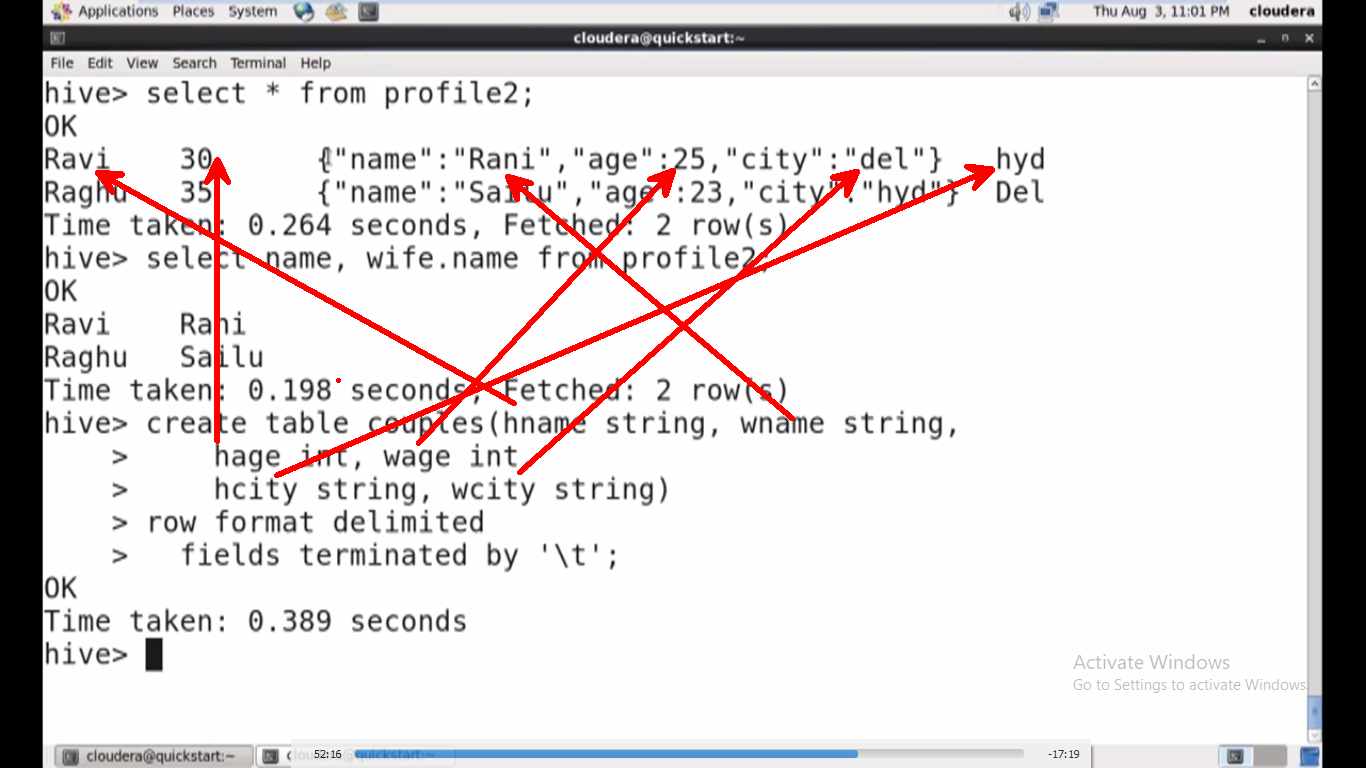 Applications Places System Thu Aug 3, 11:01 PM cloudera
cloudera@quickstart:~
File Edit View Search Terminal Help
hive> select * from profile2;
OK
Ravi 30 {"name":"Rani","age":25,"city":"del"} hyd
Raghu 35 {"name":"Sailu","age":23,"city":"hyd"} Del
Time taken: 0.264 seconds, Fetched: 2 row(s)
hive> select name, wife.name from profile2;
OK
Ravi Rani
Raghu Sailu
Time taken: 0.198 seconds, Fetched: 2 row(s)
hive> create table couples(hname string, wname string,
> hage int, wage int,
> hcity string, wcity string)
> row format delimited
> fields terminated by '\t';
OK
Time taken: 0.389 seconds
hive>
Activate Windows
Go to Settings to activate Windows.
cloudera@quickstart:~ cloudera@quickstart:~
52:16 -17:19